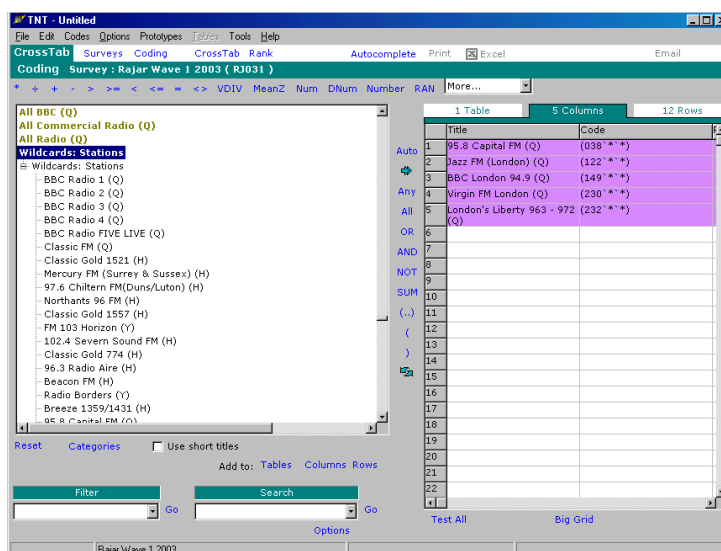 TNT - Untitled
File Edit Codes Options Prototypes Tables Tools Help
CrossTab Surveys Coding CrossTab Rank Autocomplete Print Excel Email
Coding Survey : Rajar Wave 1 2003 ( RJ031 )
* ÷ + - > >= < <= = <> VDIV MeanZ Num DNum Number RAN More...
All BBC (Q)
All Commercial Radio (Q)
All Radio (Q)
Wildcards: Stations
Wildcards: Stations
BBC Radio 1 (Q)
BBC Radio 2 (Q)
BBC Radio 3 (Q)
BBC Radio 4 (Q)
BBC Radio FIVE LIVE (Q)
Classic FM (Q)
Classic Gold 1521 (H)
Mercury FM (Surrey & Sussex) (H)
97.6 Chiltern FM(Duns/Luton) (H)
Northants 96 FM (H)
Classic Gold 1557 (H)
FM 103 Horizon (Y)
102.4 Severn Sound FM (H)
Classic Gold 774 (H)
96.3 Radio Aire (H)
Beacon FM (H)
Radio Borders (Y)
Breeze 1359/1431 (H)
95.8 Capital FM (Q)
Auto
Any
All
OR
AND
NOT
SUM
(..)
(
)
1 Table 5 Columns 12 Rows
Title Code
1 95.8 Capital FM (Q) (038`*`*)
2 Jazz FM (London) (Q) (122`*`*)
3 BBC London 94.9 (Q) (149`*`*)
4 Virgin FM London (Q) (230`*`*)
5 London's Liberty 963 - 972 (232`*`*)
(Q)
6
7
8
9
10
11
12
13
14
15
16
17
18
19
20
21
22
Reset Categories Use short titles
Add to: Tables Columns Rows
Filter Search
Go Go
Options
Test All Big Grid
Rajar Wave 1 2003